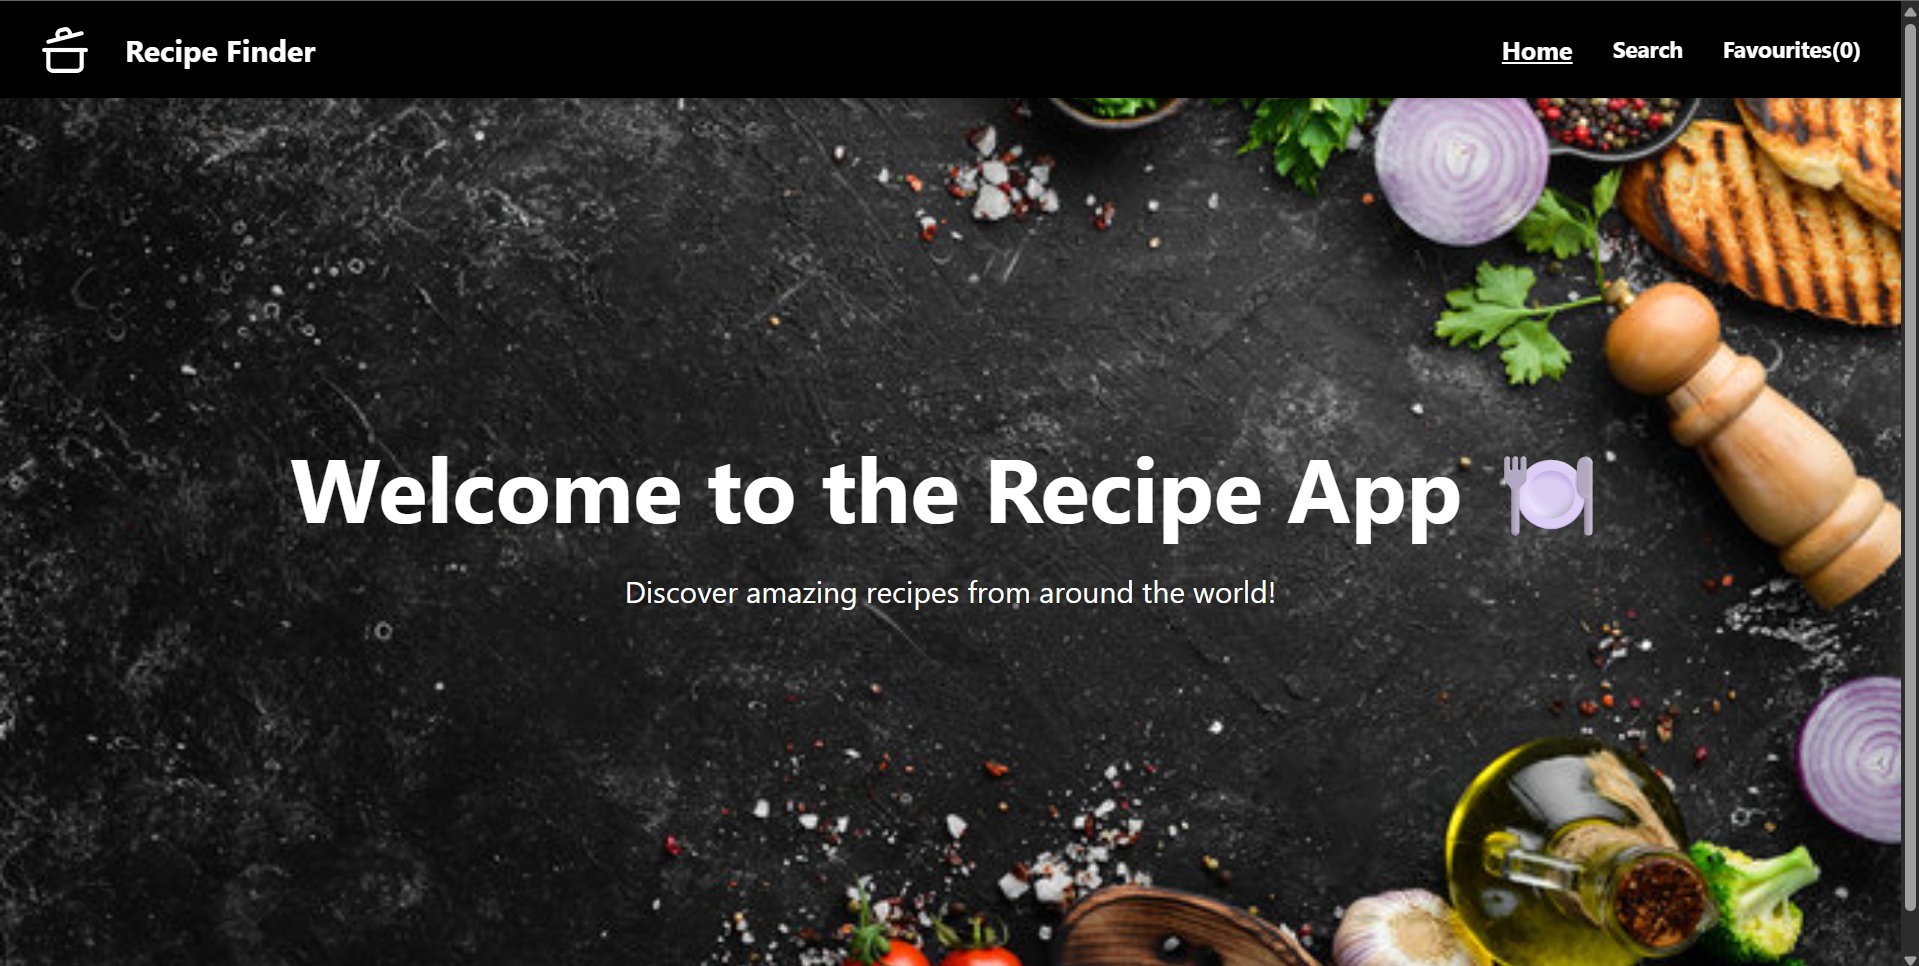 Recipe Finder
Home Search Favourites(0)
Welcome to the Recipe App 🍽️
Discover amazing recipes from around the world!